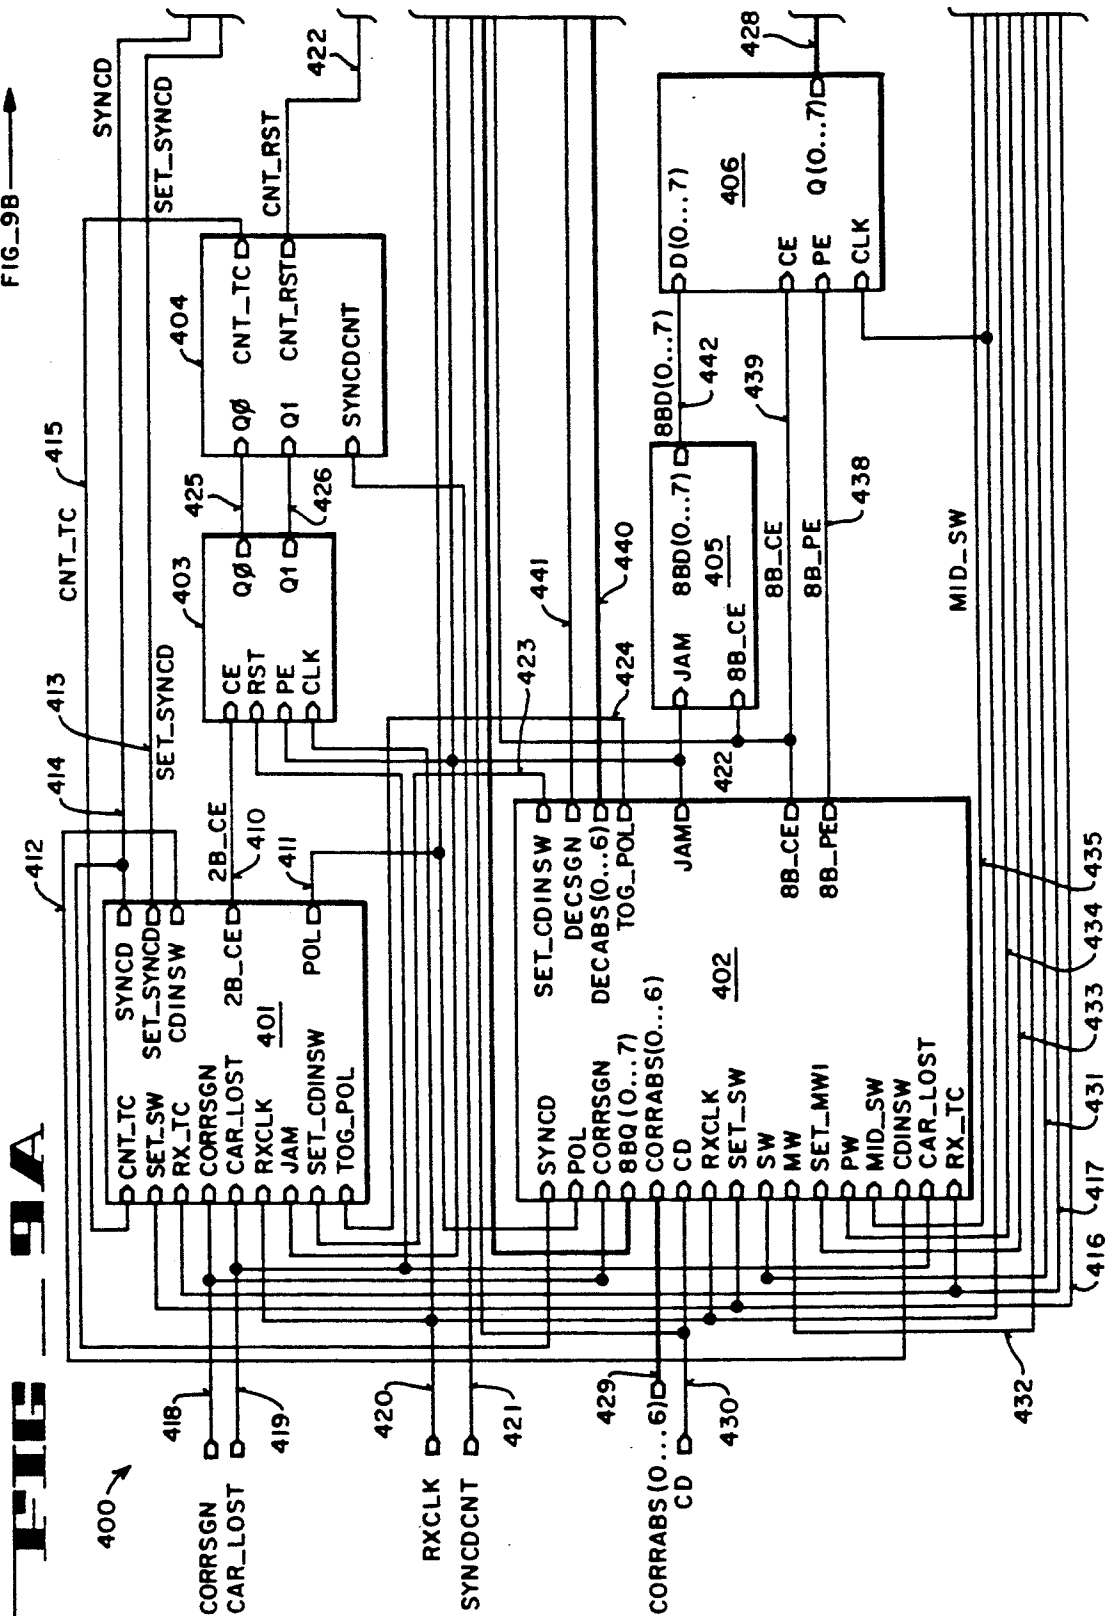 FIG_9A
FIG_9B
400
CORRSGN
CAR_LOST
418
419
RXCLK
SYNCDCNT
420
421
CORRABS(0...6)
CD
429
430
432
412
414
413
CNT_TC
415
SYNCD
SET_SYNCD
SET_SYNCD
CNT_TC
SET_SW
RX_TC
CORRSGN
CAR_LOST
RXCLK
JAM
SET_CDINSW
TOG_POL
401
SYNCD
SET_SYNCD
CDINSW
2B_CE
POL
2B_CE
410
411
403
CE
RST
PE
CLK
QØ
Q1
425
426
404
QØ
Q1
SYNCDCNT
CNT_TC
CNT_RST
CNT_RST
422
SYNCD
POL
CORRSGN
8BQ(0...7)
CORRABS(0...6)
CD
RXCLK
SET_SW
SW
MW
SET_MW1
PW
MID_SW
CDINSW
CAR_LOST
RX_TC
402
SET_CDINSW
DECSGN
DECABS(0...6)
TOG_POL
JAM
8B_CE
8B_PE
423
424
441
440
422
JAM
8B_CE
8BD(0...7)
405
8BD(0...7)
442
8B_CE
439
8B_PE
438
D(0...7)
406
CE
PE
CLK
Q(0...7)
428
MID_SW
416
417
431
433
434
435